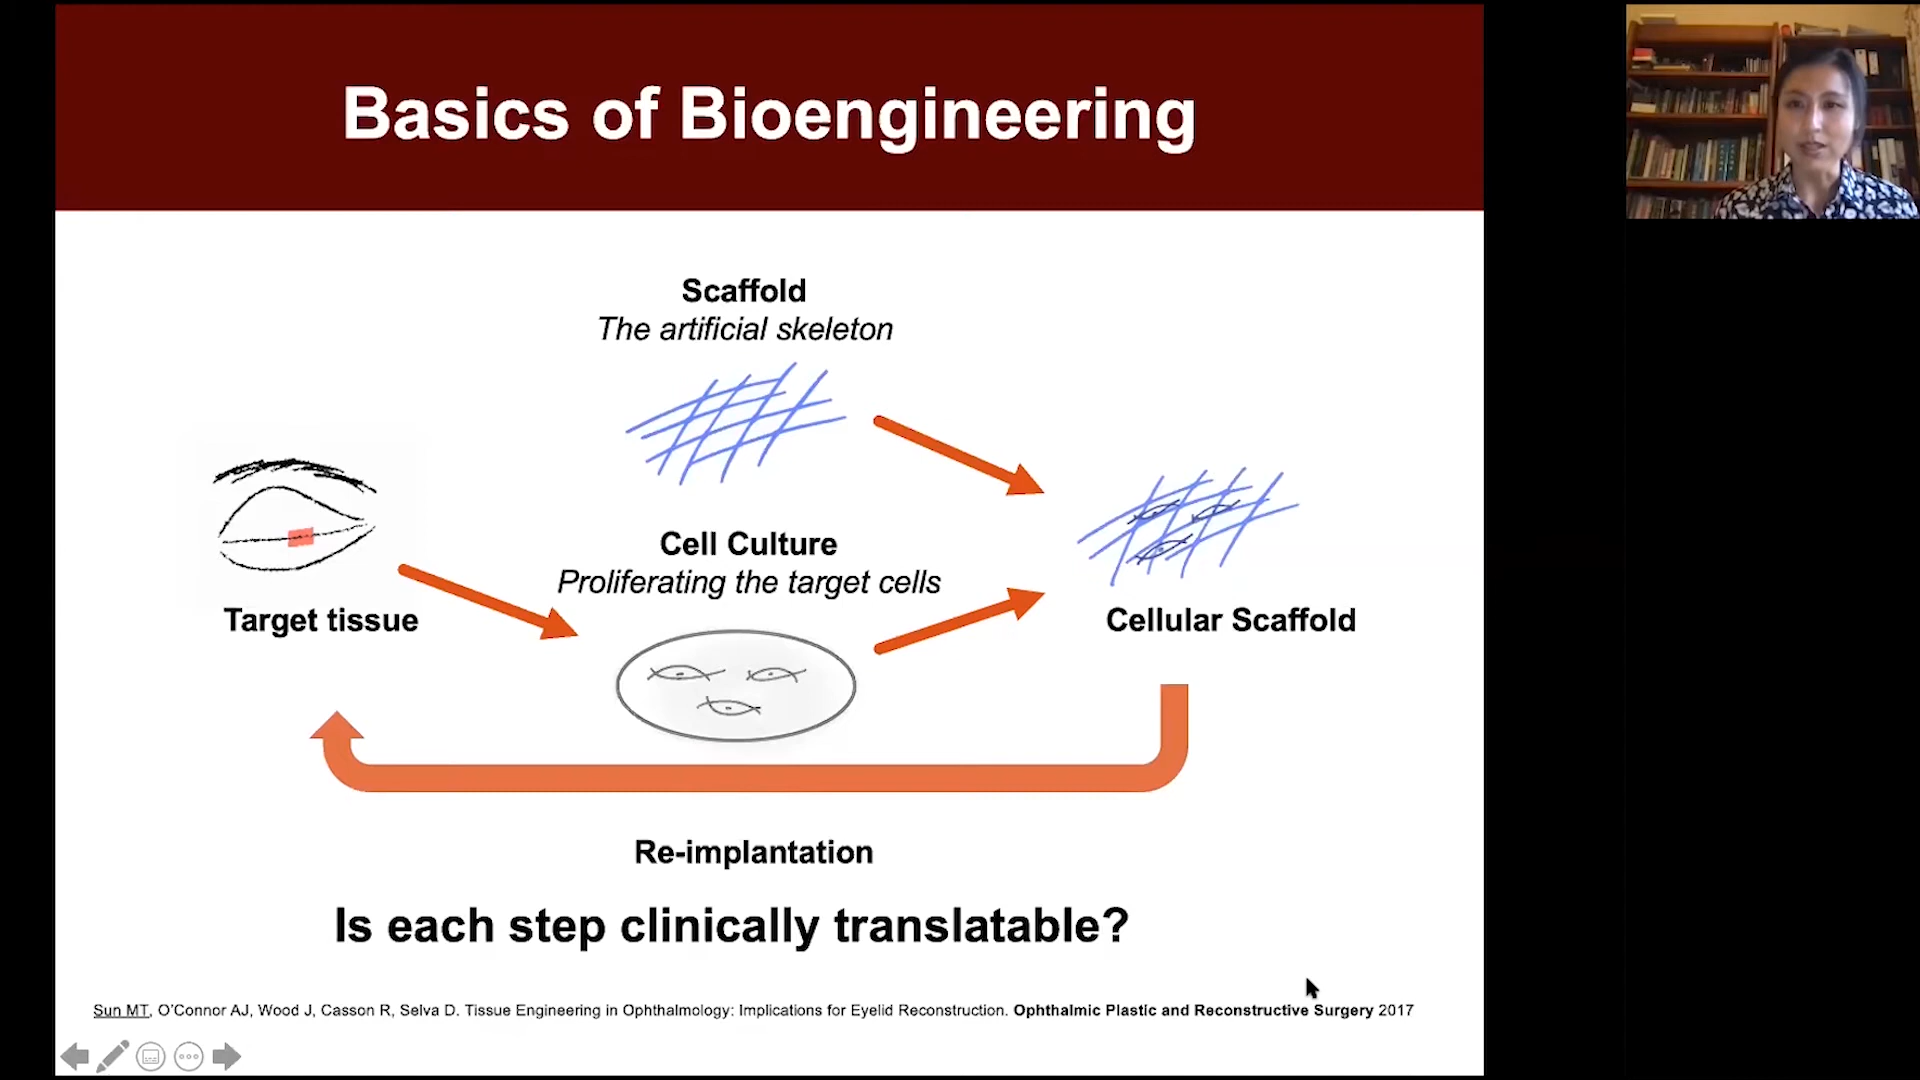 Basics of Bioengineering
Scaffold
The artificial skeleton
Cell Culture
Proliferating the target cells
Target tissue
Cellular Scaffold
Re-implantation
Is each step clinically translatable?
Sun MT, O'Connor AJ, Wood J, Casson R, Selva D. Tissue Engineering in Ophthalmology: Implications for Eyelid Reconstruction. Ophthalmic Plastic and Reconstructive Surgery 2017